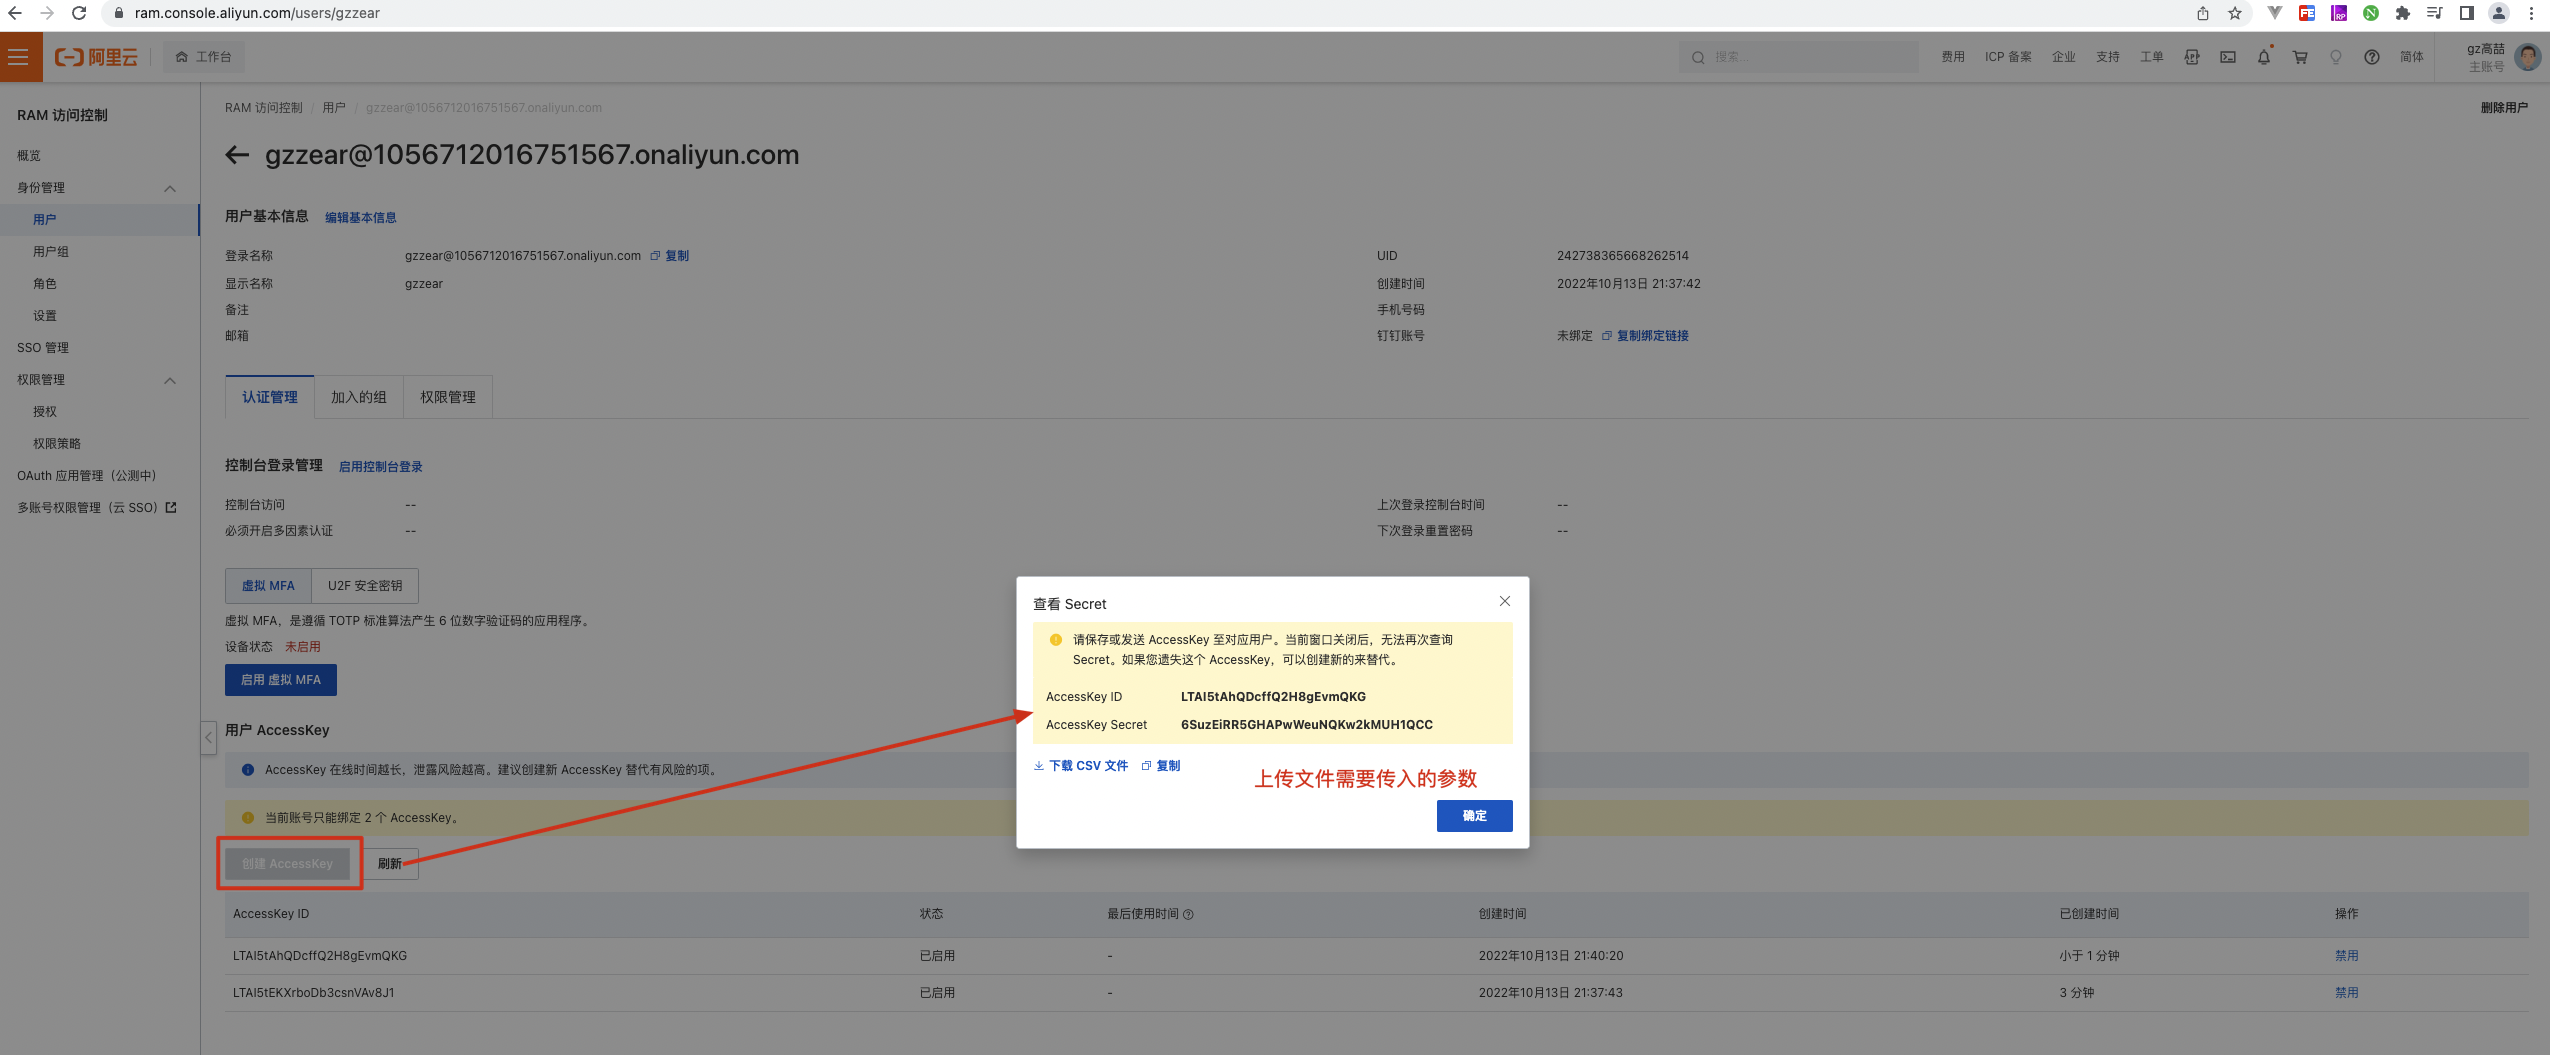 ram.console.aliyun.com/users/gzzear
阿里云
工作台
搜索...
费用
ICP 备案
企业
支持
工单
简体
gz高喆
主账号
RAM 访问控制
概览
身份管理
用户
用户组
角色
设置
SSO 管理
权限管理
授权
权限策略
OAuth 应用管理（公测中）
多账号权限管理（云 SSO）
RAM 访问控制 / 用户 / gzzear@1056712016751567.onaliyun.com
删除用户
gzzear@1056712016751567.onaliyun.com
用户基本信息 编辑基本信息
登录名称 gzzear@1056712016751567.onaliyun.com 复制
UID 242738365668262514
显示名称 gzzear
创建时间 2022年10月13日 21:37:42
备注
手机号码
邮箱
钉钉账号 未绑定 复制绑定链接
认证管理 加入的组 权限管理
控制台登录管理 启用控制台登录
控制台访问 --
上次登录控制台时间 --
必须开启多因素认证 --
下次登录重置密码 --
虚拟 MFA U2F 安全密钥
虚拟 MFA，是遵循 TOTP 标准算法产生 6 位数字验证码的应用程序。
设备状态 未启用
启用 虚拟 MFA
用户 AccessKey
AccessKey 在线时间越长，泄露风险越高。建议创建新 AccessKey 替代有风险的项。
当前账号只能绑定 2 个 AccessKey。
创建 AccessKey 刷新
查看 Secret
请保存或发送 AccessKey 至对应用户。当前窗口关闭后，无法再次查询
Secret。如果您遗失这个 AccessKey，可以创建新的来替代。
AccessKey ID LTAI5tAhQDcffQ2H8gEvmQKG
AccessKey Secret 6SuzEiRR5GHAPwWeuNQKw2kMUH1QCC
下载 CSV 文件 复制
上传文件需要传入的参数
确定
AccessKey ID 状态 最后使用时间 创建时间 已创建时间 操作
LTAI5tAhQDcffQ2H8gEvmQKG 已启用 - 2022年10月13日 21:40:20 小于 1 分钟 禁用
LTAI5tEKXrboDb3csnVAv8J1 已启用 - 2022年10月13日 21:37:43 3 分钟 禁用